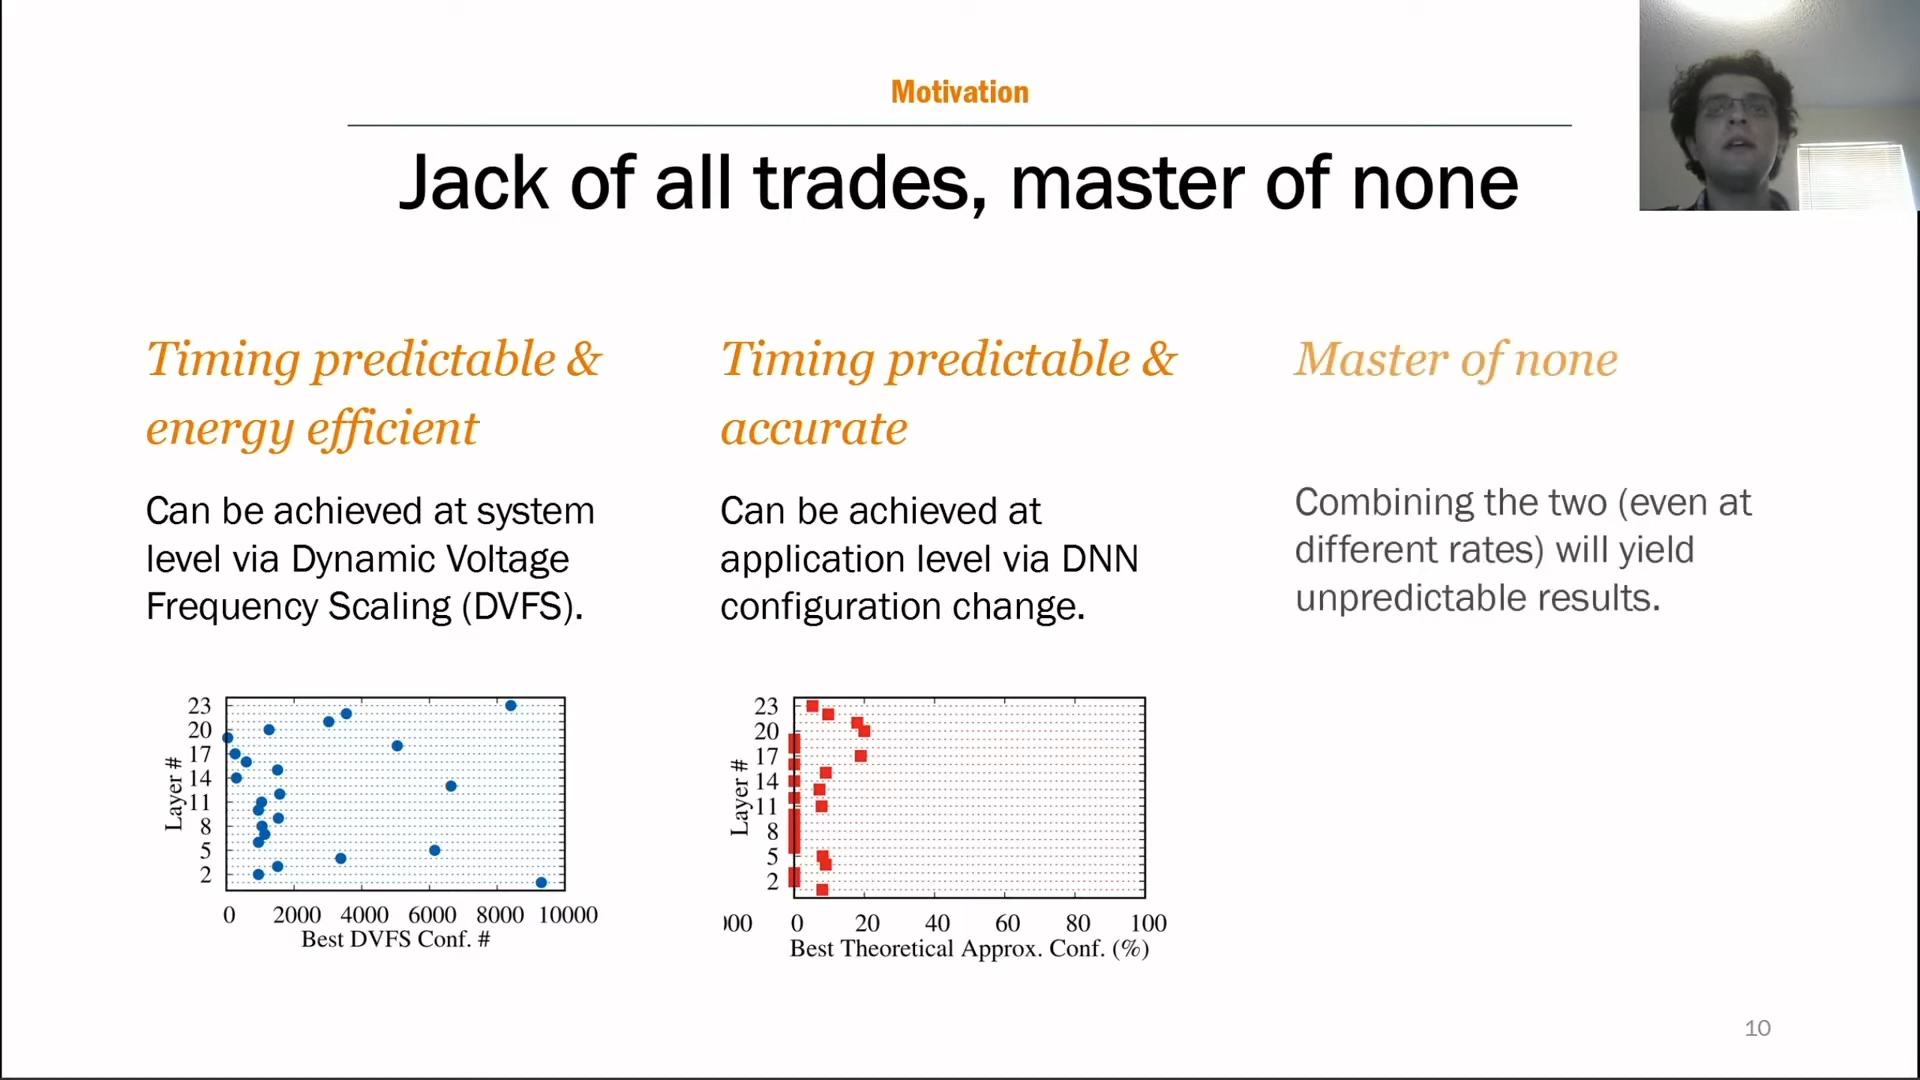 Motivation
Jack of all trades, master of none
Timing predictable &
energy efficient
Can be achieved at system
level via Dynamic Voltage
Frequency Scaling (DVFS).
23
20
17
14
11
8
5
2
Layer #
0 2000 4000 6000 8000 10000
Best DVFS Conf. #
Timing predictable &
accurate
Can be achieved at
application level via DNN
configuration change.
23
20
17
14
11
8
5
2
Layer #
00 0 20 40 60 80 100
Best Theoretical Approx. Conf. (%)
Master of none
Combining the two (even at
different rates) will yield
unpredictable results.
10